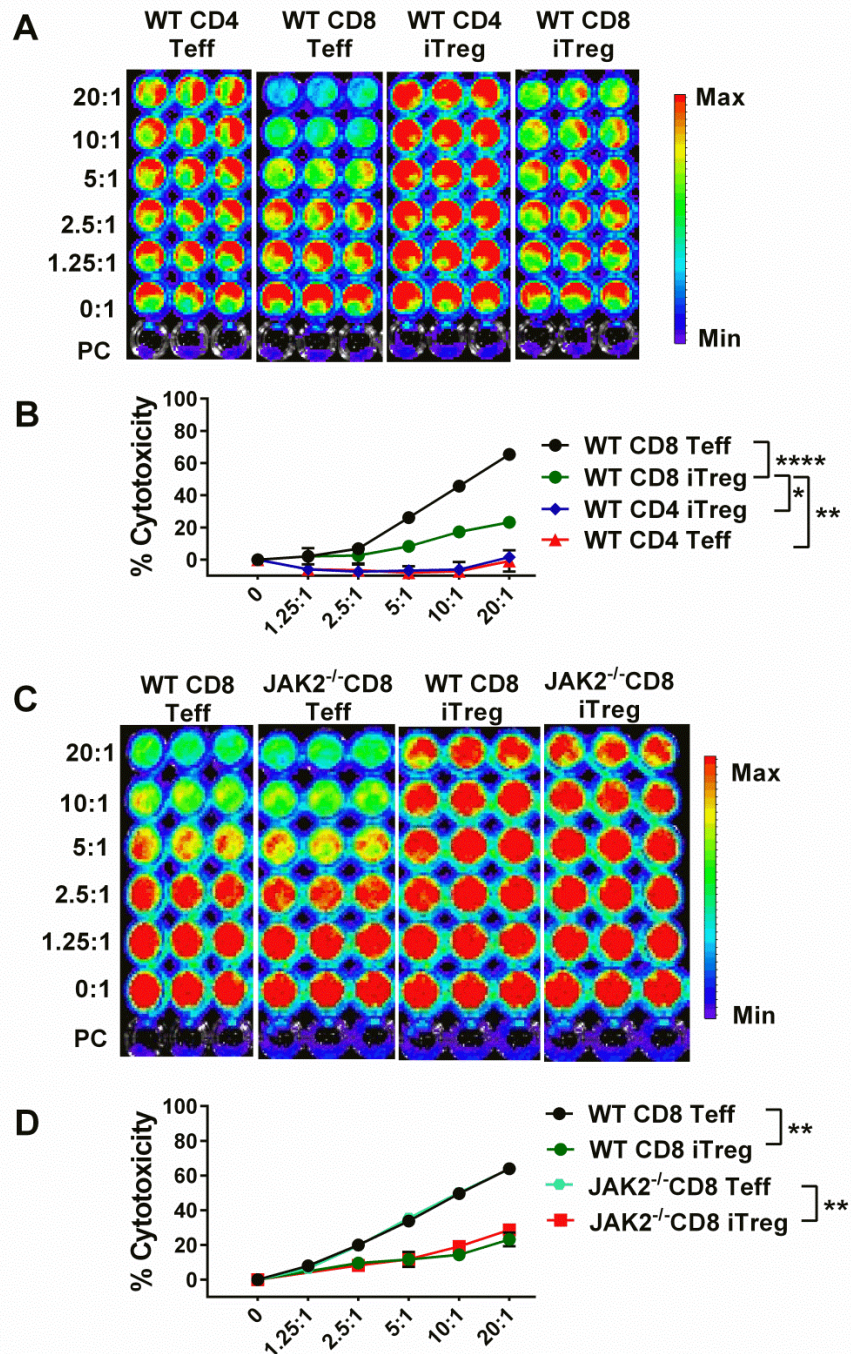 A
WT CD4 Teff
WT CD8 Teff
WT CD4 iTreg
WT CD8 iTreg
20:1
10:1
5:1
2.5:1
1.25:1
0:1
PC
Max
Min
B
% Cytotoxicity
100
80
60
40
20
0
0
1.25:1
2.5:1
5:1
10:1
20:1
WT CD8 Teff
WT CD8 iTreg
WT CD4 iTreg
WT CD4 Teff
****
*
**
C
WT CD8 Teff
JAK2-/-CD8 Teff
WT CD8 iTreg
JAK2-/-CD8 iTreg
20:1
10:1
5:1
2.5:1
1.25:1
0:1
PC
Max
Min
D
% Cytotoxicity
100
80
60
40
20
0
0
1.25:1
2.5:1
5:1
10:1
20:1
WT CD8 Teff
WT CD8 iTreg
JAK2-/-CD8 Teff
JAK2-/-CD8 iTreg
**
**